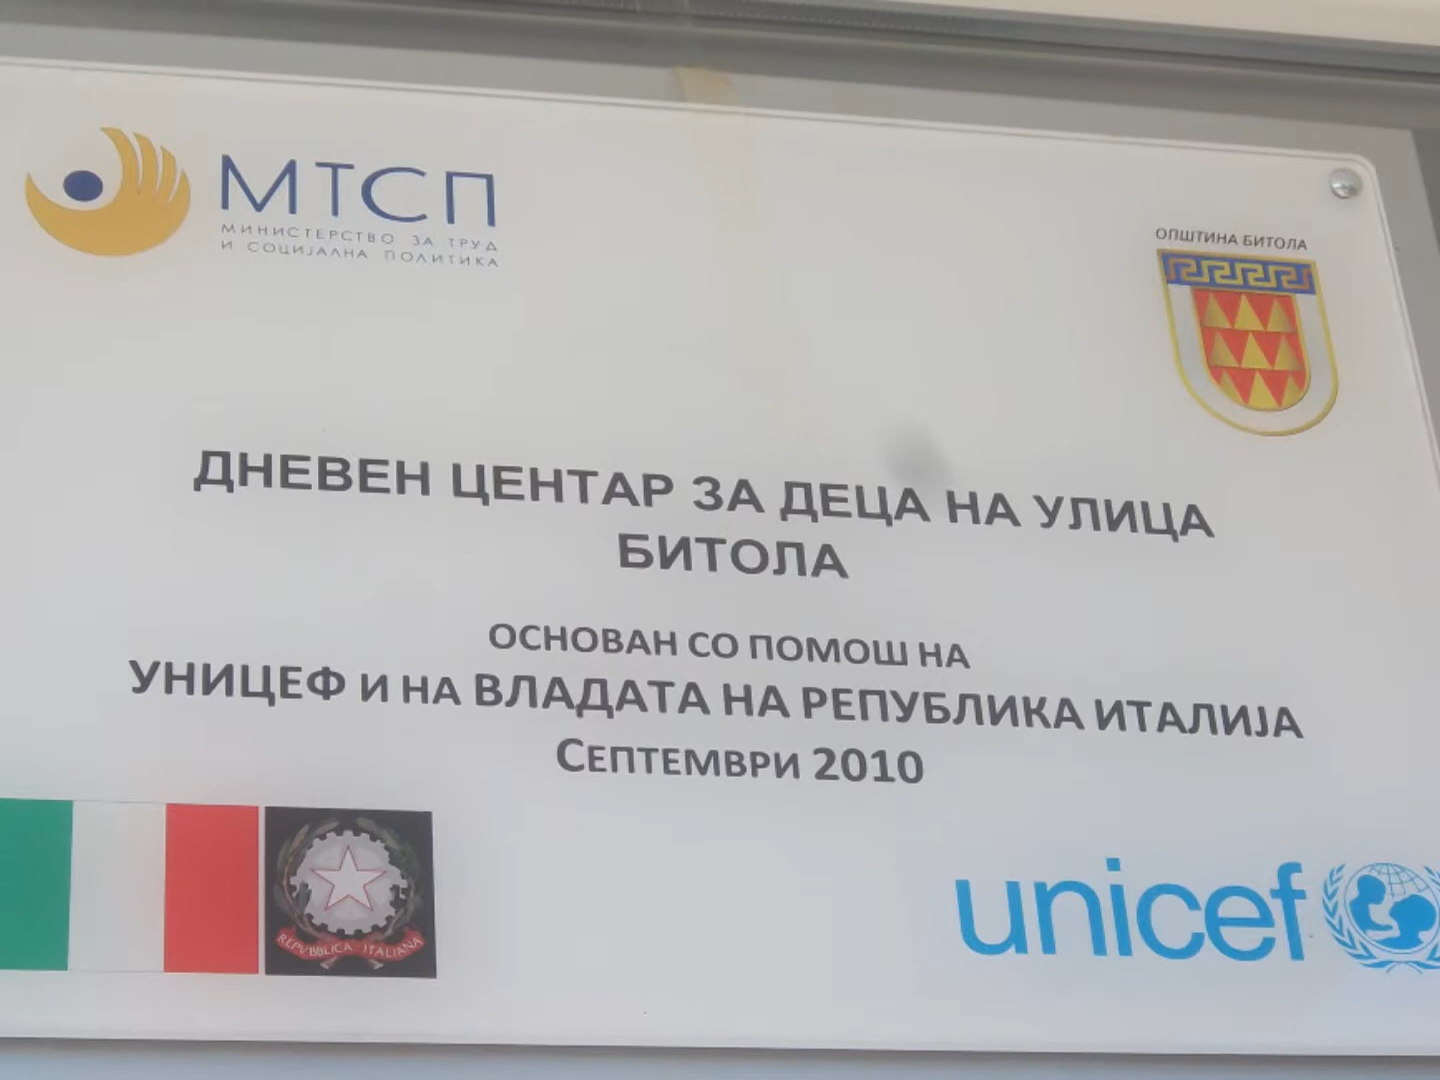 МТСП
МИНИСТЕРСТВО ЗА ТРУД
И СОЦИЈАЛНА ПОЛИТИКА
ОПШТИНА БИТОЛА
ДНЕВЕН ЦЕНТАР ЗА ДЕЦА НА УЛИЦА
БИТОЛА
ОСНОВАН СО ПОМОШ НА
УНИЦЕФ И НА ВЛАДАТА НА РЕПУБЛИКА ИТАЛИЈА
СЕПТЕМВРИ 2010
REPVBBLICA ITALIANA
unicef